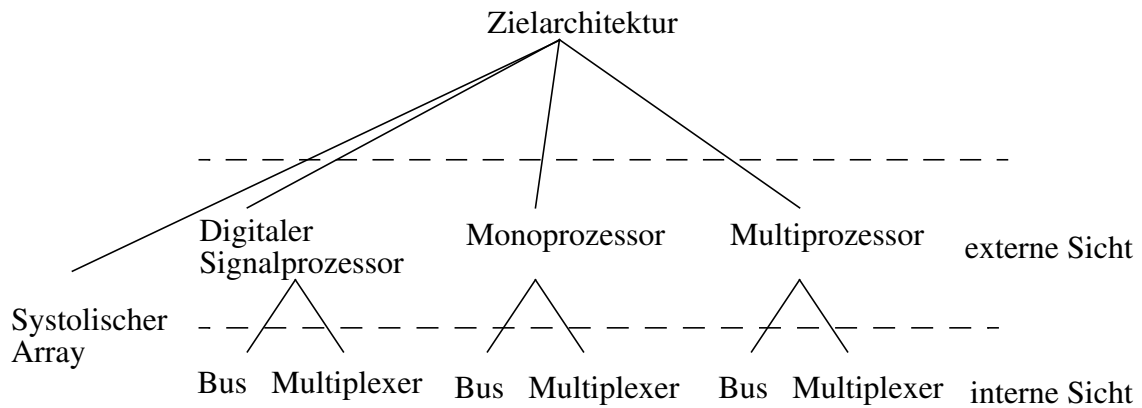 Zielarchitektur
Digitaler
Signalprozessor
Monoprozessor
Multiprozessor
externe Sicht
Systolischer
Array
Bus
Multiplexer
Bus
Multiplexer
Bus
Multiplexer
interne Sicht